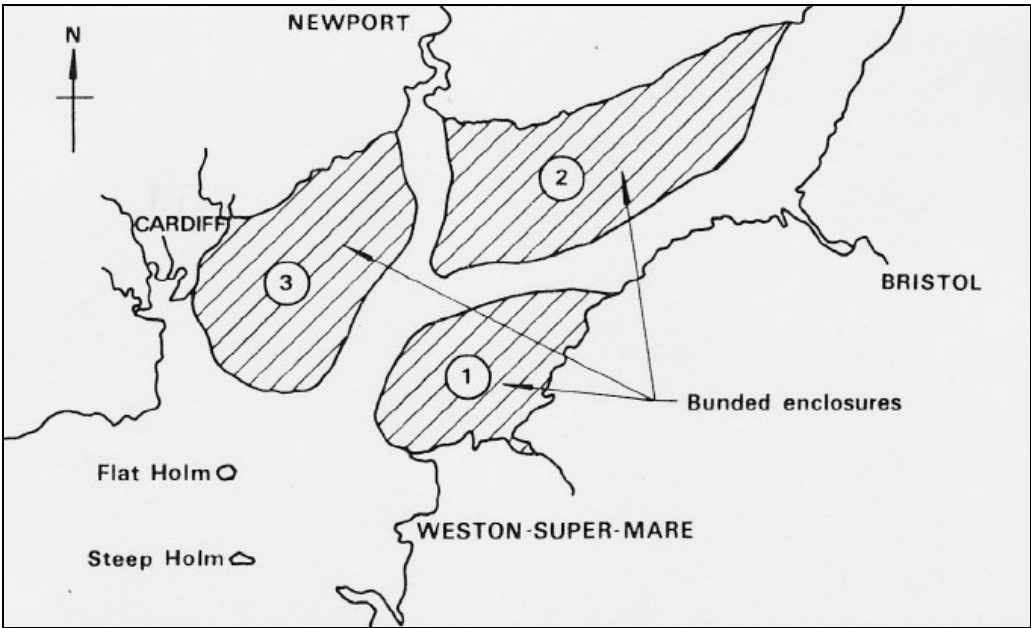 NEWPORT
N
2
CARDIFF
3
BRISTOL
1
Bunded enclosures
Flat Holm
WESTON-SUPER-MARE
Steep Holm